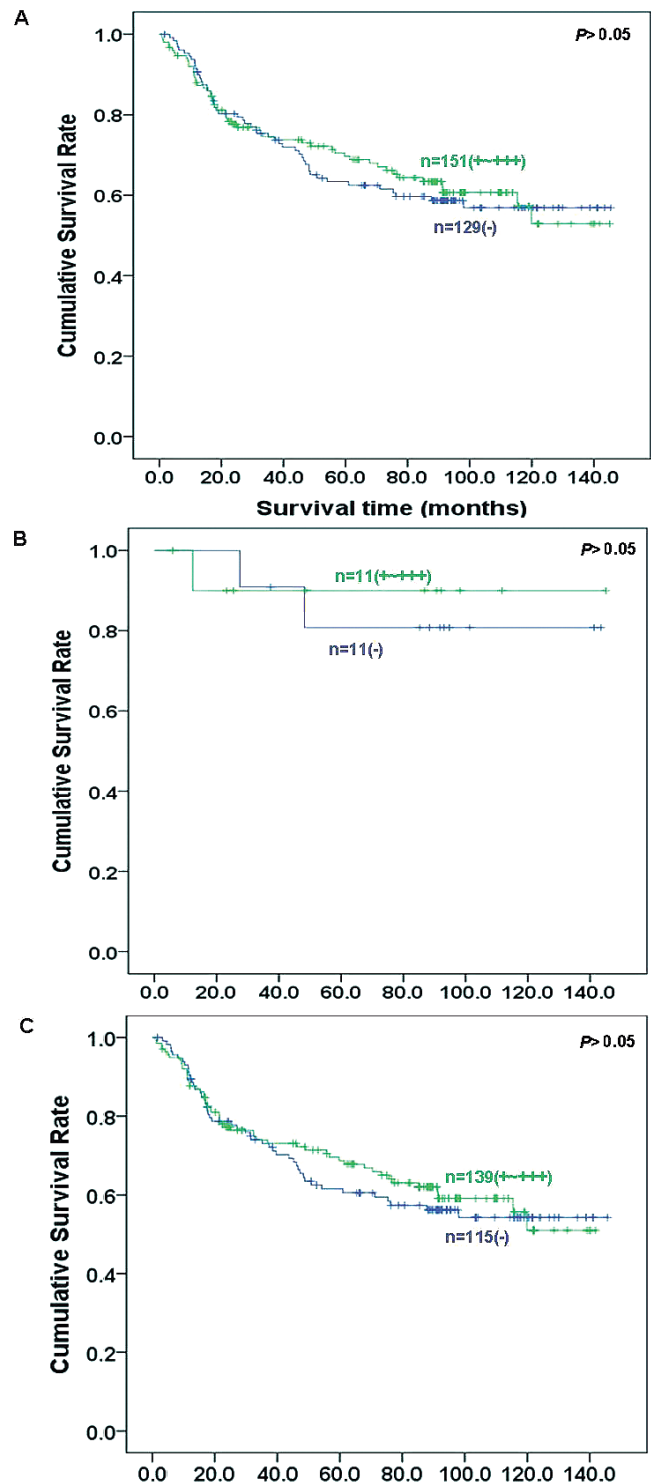 A
P>0.05
1.0
0.8
n=151(+~+++)
0.6
n=129(-)
0.4
0.2
0.0
Cumulative Survival Rate
0.0 20.0 40.0 60.0 80.0 100.0 120.0 140.0
Survival time (months)
B
P>0.05
1.0
n=11(+~+++)
0.8
n=11(-)
0.6
0.4
0.2
0.0
Cumulative Survival Rate
0.0 20.0 40.0 60.0 80.0 100.0 120.0 140.0
C
P>0.05
1.0
0.8
n=139(+~+++)
0.6
n=115(-)
0.4
0.2
0.0
Cumulative Survival Rate
0.0 20.0 40.0 60.0 80.0 100.0 120.0 140.0